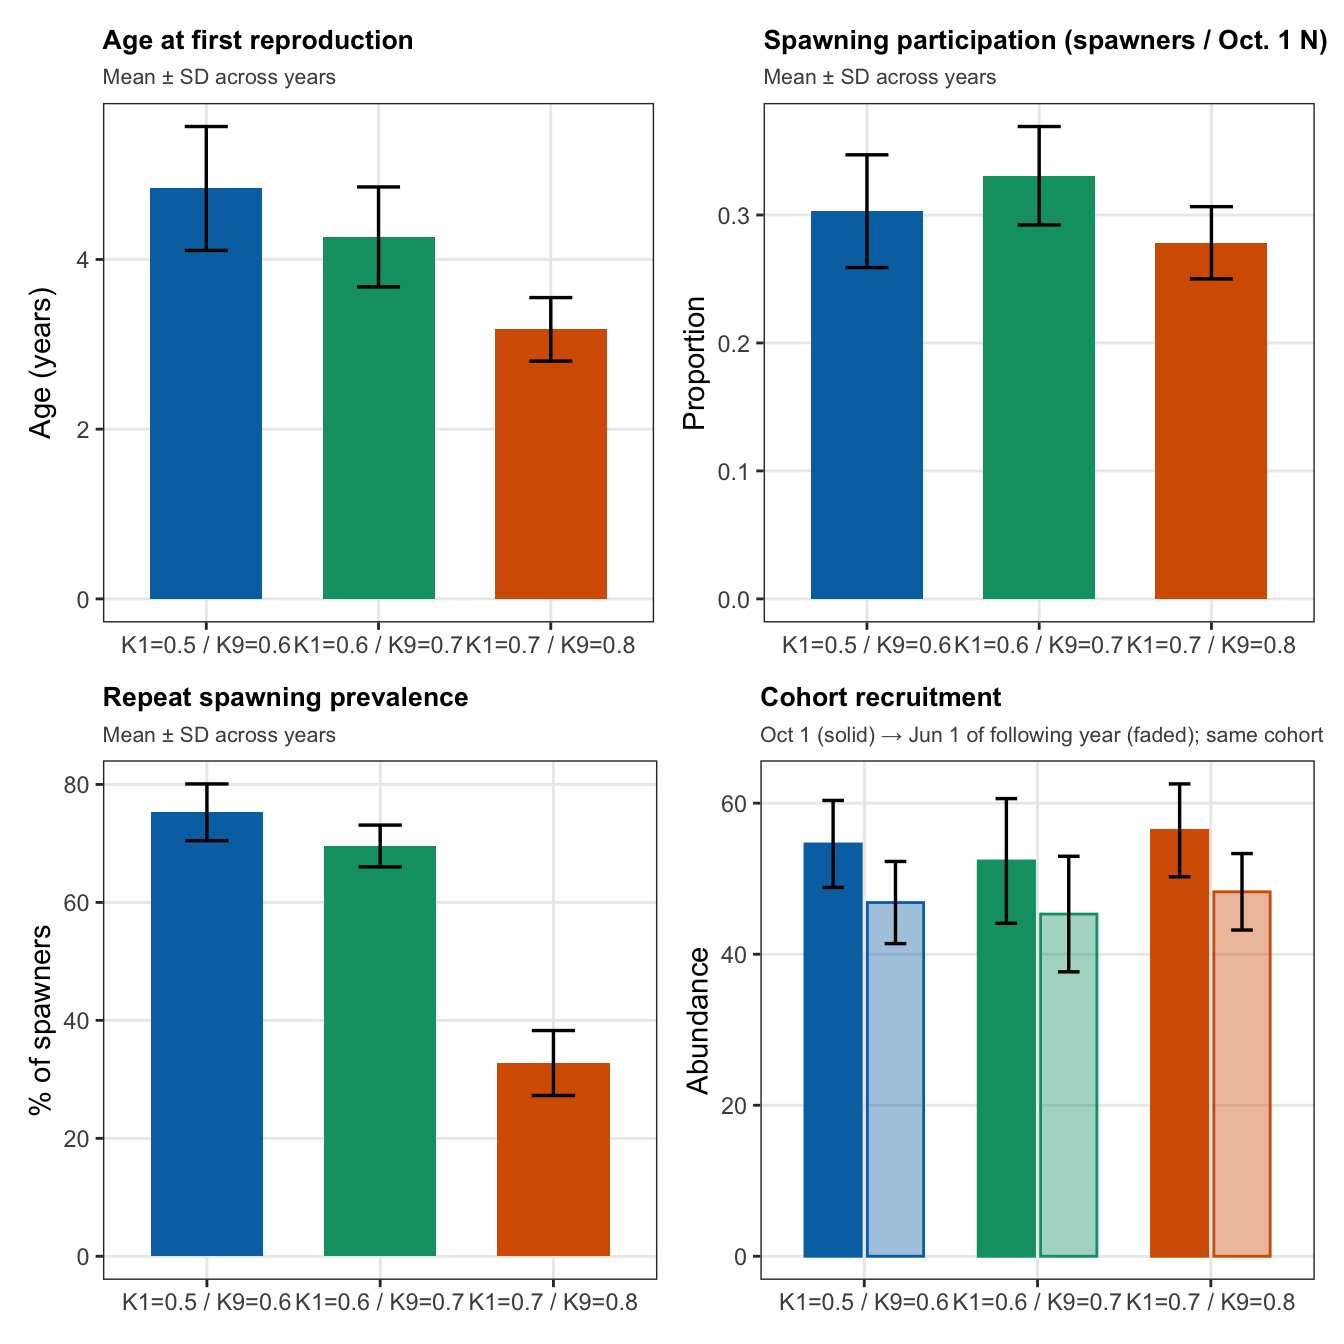 Age at first reproduction
Mean ± SD across years
Age (years)
4
2
0
K1=0.5 / K9=0.6 K1=0.6 / K9=0.7 K1=0.7 / K9=0.8
Spawning participation (spawners / Oct. 1 N)
Mean ± SD across years
Proportion
0.3
0.2
0.1
0.0
K1=0.5 / K9=0.6 K1=0.6 / K9=0.7 K1=0.7 / K9=0.8
Repeat spawning prevalence
Mean ± SD across years
% of spawners
80
60
40
20
0
K1=0.5 / K9=0.6 K1=0.6 / K9=0.7 K1=0.7 / K9=0.8
Cohort recruitment
Oct 1 (solid) → Jun 1 of following year (faded); same cohort
Abundance
60
40
20
0
K1=0.5 / K9=0.6 K1=0.6 / K9=0.7 K1=0.7 / K9=0.8